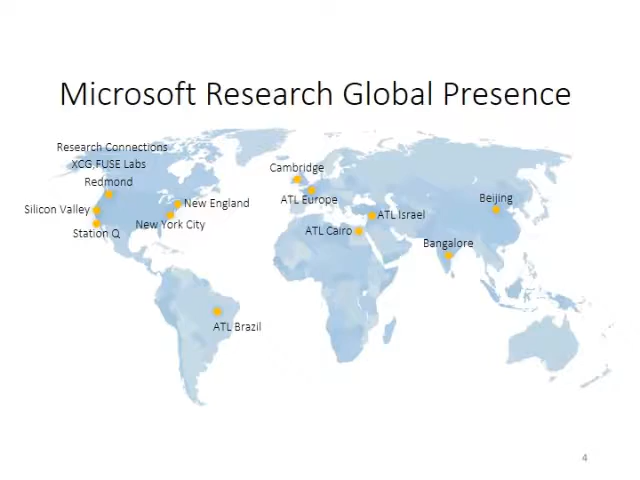 Microsoft Research Global Presence
Research Connections
XCG,FUSE Labs
Redmond
Cambridge
Silicon Valley
New England
ATL Europe
Beijing
Station Q
New York City
ATL Israel
ATL Cairo
Bangalore
ATL Brazil
4